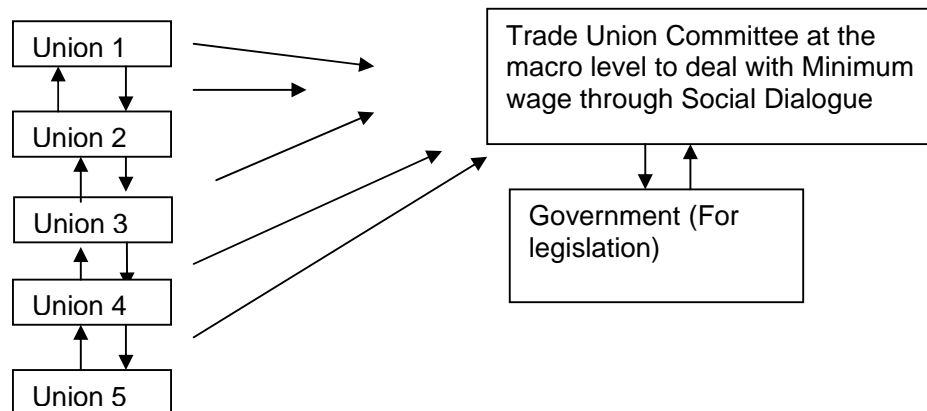 Union 1
Union 2
Union 3
Union 4
Union 5
Trade Union Committee at the
macro level to deal with Minimum
wage through Social Dialogue
Government (For
legislation)